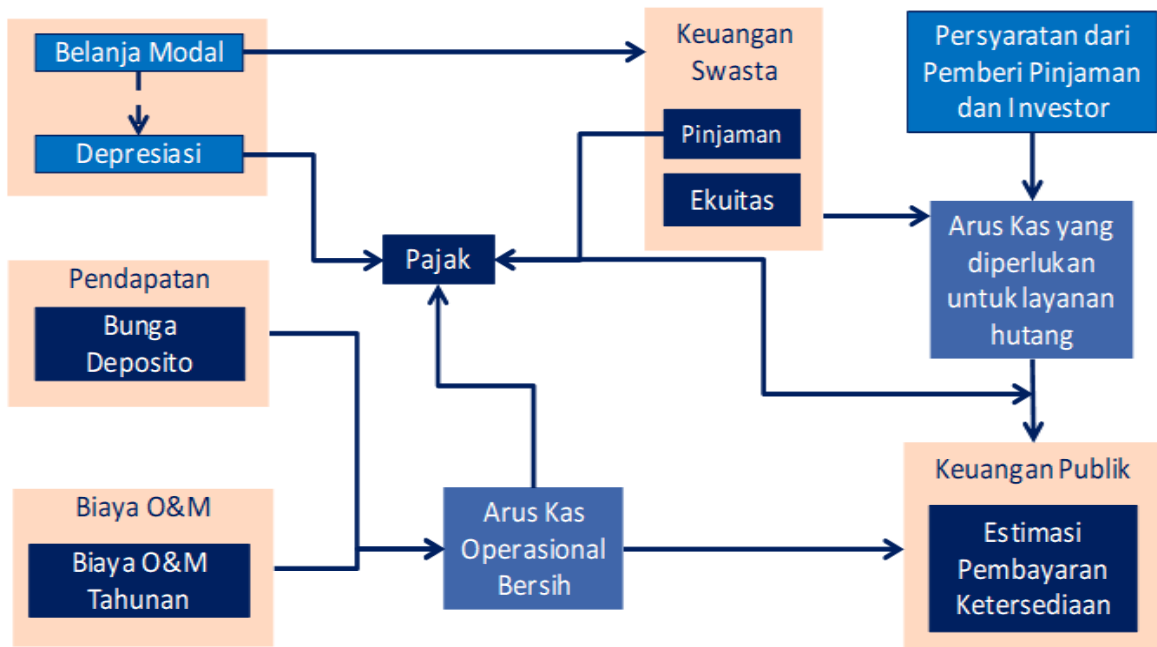 Belanja Modal
Depresiasi
Keuangan
Swasta
Pinjaman
Ekuitas
Persyaratan dari
Pemberi Pinjaman
dan Investor
Pajak
Arus Kas yang
diperlukan
untuk layanan
hutang
Pendapatan
Bunga
Deposito
Biaya O&M
Biaya O&M
Tahunan
Arus Kas
Operasional
Bersih
Keuangan Publik
Estimasi
Pembayaran
Ketersediaan